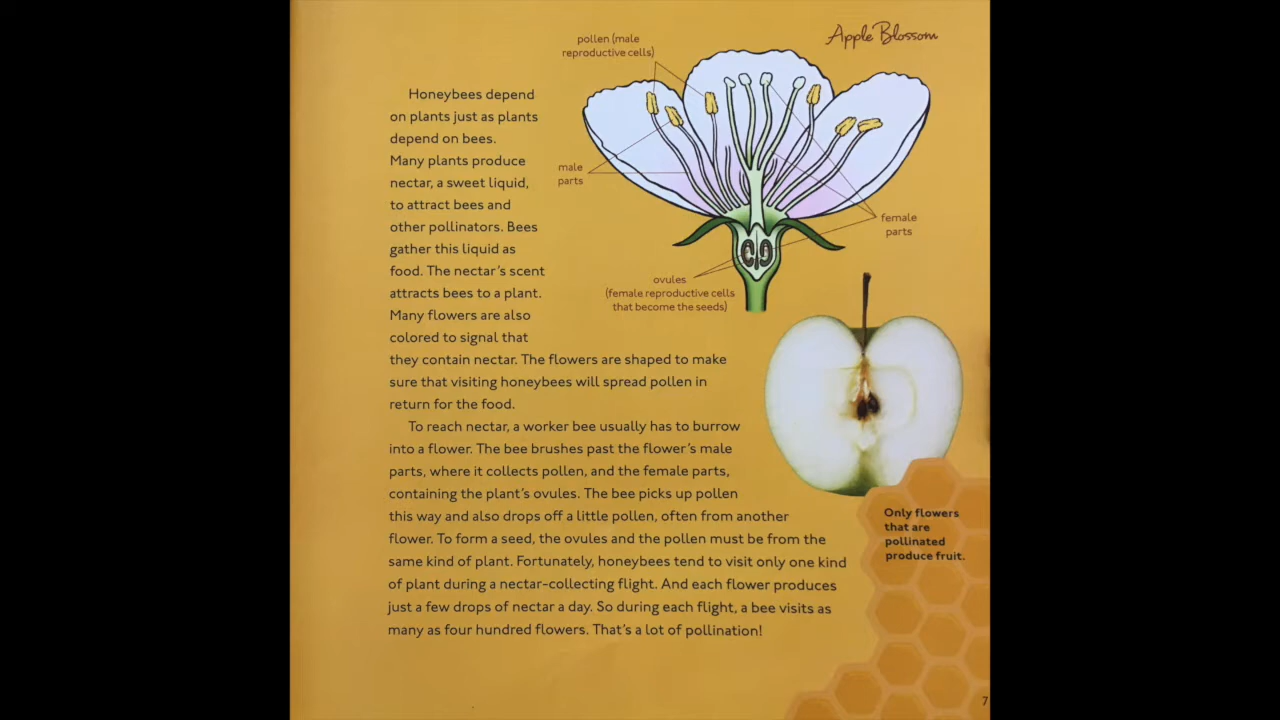 Apple Blossom
pollen (male
reproductive cells)
male
parts
female
parts
ovules
(female reproductive cells
that become the seeds)
Honeybees depend
on plants just as plants
depend on bees.
Many plants produce
nectar, a sweet liquid,
to attract bees and
other pollinators. Bees
gather this liquid as
food. The nectar's scent
attracts bees to a plant.
Many flowers are also
colored to signal that
they contain nectar. The flowers are shaped to make
sure that visiting honeybees will spread pollen in
return for the food.
To reach nectar, a worker bee usually has to burrow
into a flower. The bee brushes past the flower's male
parts, where it collects pollen, and the female parts,
containing the plant's ovules. The bee picks up pollen
this way and also drops off a little pollen, often from another
flower. To form a seed, the ovules and the pollen must be from the
same kind of plant. Fortunately, honeybees tend to visit only one kind
of plant during a nectar-collecting flight. And each flower produces
just a few drops of nectar a day. So during each flight, a bee visits as
many as four hundred flowers. That's a lot of pollination!
Only flowers
that are
pollinated
produce fruit.
7